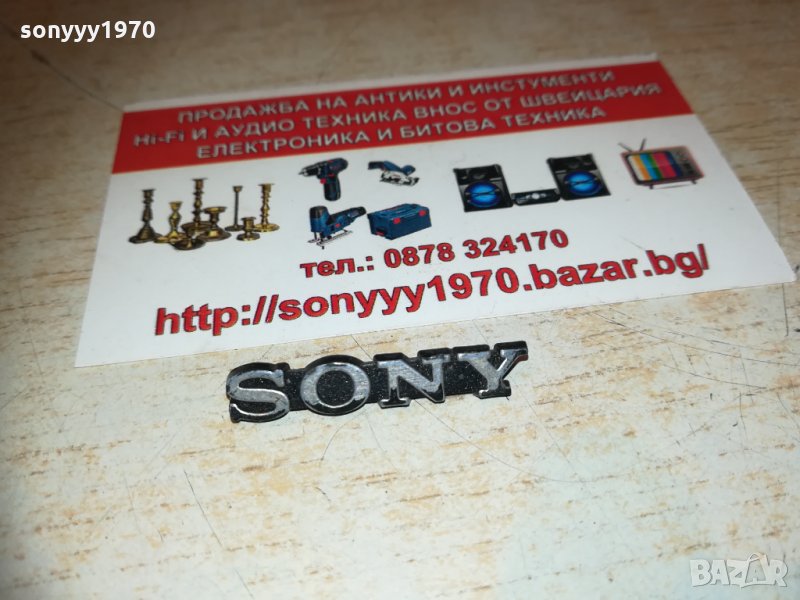 sonyyy1970
ПРОДАЖБА НА АНТИКИ И ИНСТУМЕНТИ
Hi-Fi И АУДИО ТЕХНИКА ВНОС ОТ ШВЕЙЦАРИЯ
ЕЛЕКТРОНИКА И БИТОВА ТЕХНИКА
тел.: 0878 324170
http://sonyyy1970.bazar.bg/
SONY
BAZAR